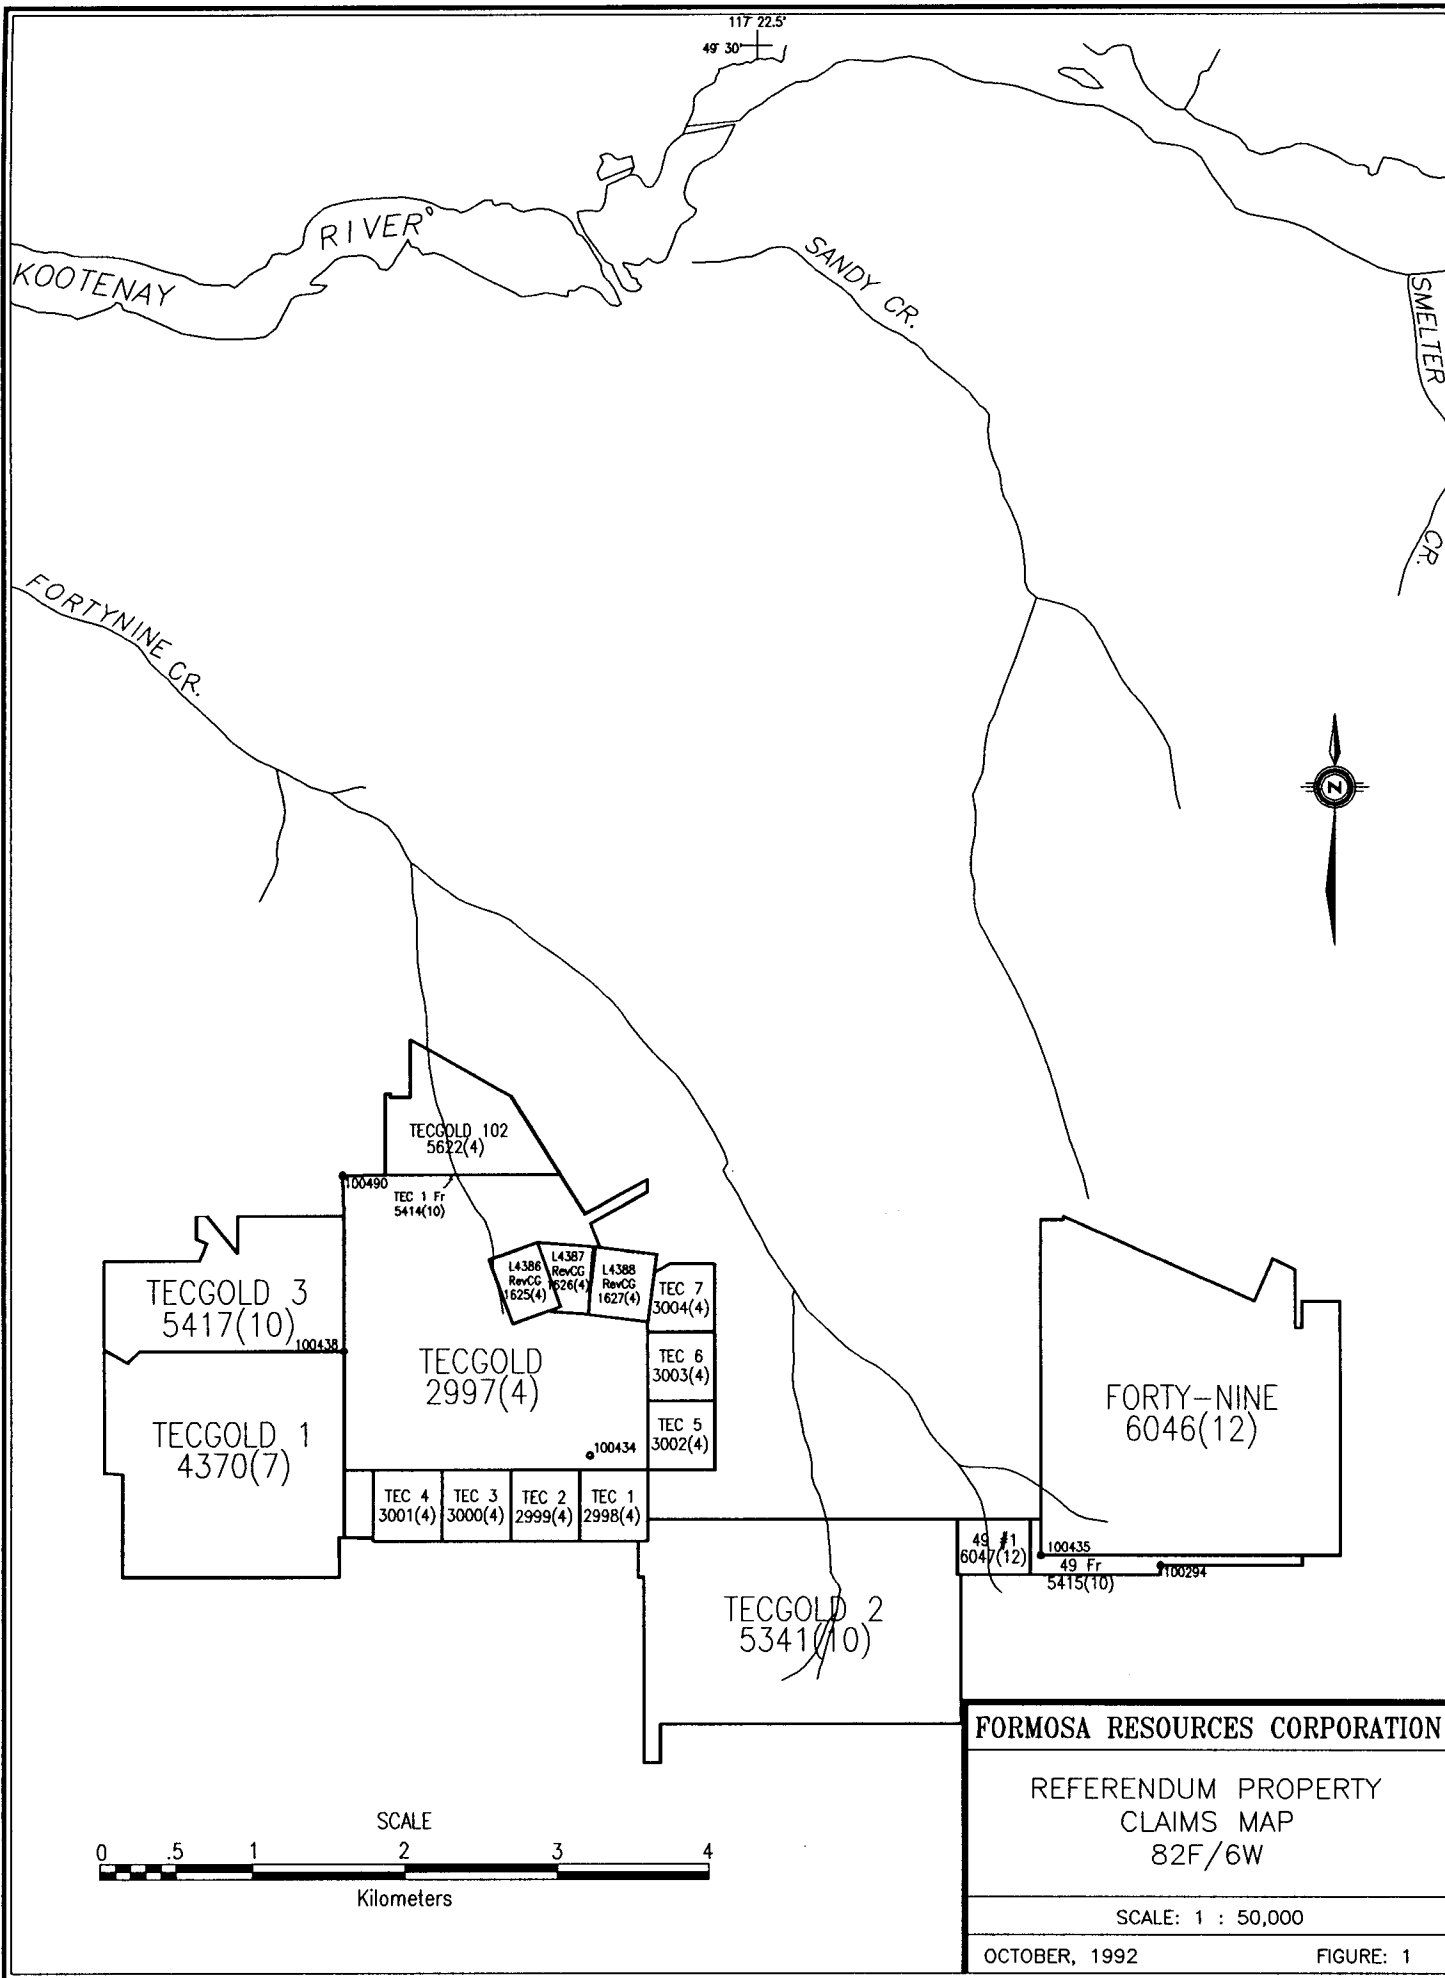 117° 22.5'
49° 30'
KOOTENAY
RIVER
SANDY CR.
SMELTER
CR.
FORTYNINE CR.
N
TECGOLD 102
5622(4)
100490
TEC 1 Fr
5414(10)
L4386
RevCG
1625(4)
L4387
RevCG
1626(4)
L4388
RevCG
1627(4)
TEC 7
3004(4)
TECGOLD 3
5417(10)
100438
TECGOLD
2997(4)
TEC 6
3003(4)
TECGOLD 1
4370(7)
TEC 5
3002(4)
100434
FORTY-NINE
6046(12)
TEC 4
3001(4)
TEC 3
3000(4)
TEC 2
2999(4)
TEC 1
2998(4)
49 #1
6047(12)
100435
49 Fr
5415(10)
100294
TECGOLD 2
5341(10)
FORMOSA RESOURCES CORPORATION
REFERENDUM PROPERTY
CLAIMS MAP
82F/6W
SCALE: 1 : 50,000
OCTOBER, 1992
FIGURE: 1
SCALE
0 .5 1 2 3 4
Kilometers